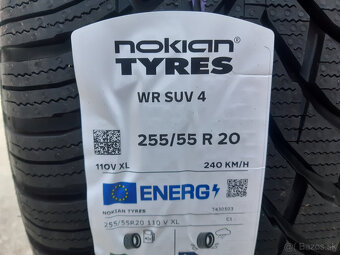 nokian
TYRES
WR SUV 4
255/55 R 20
110V XL
240 KM/H
ENERG
NOKIAN TYRES
T430503
255/55R20 110 V XL
C1
Bazos.sk